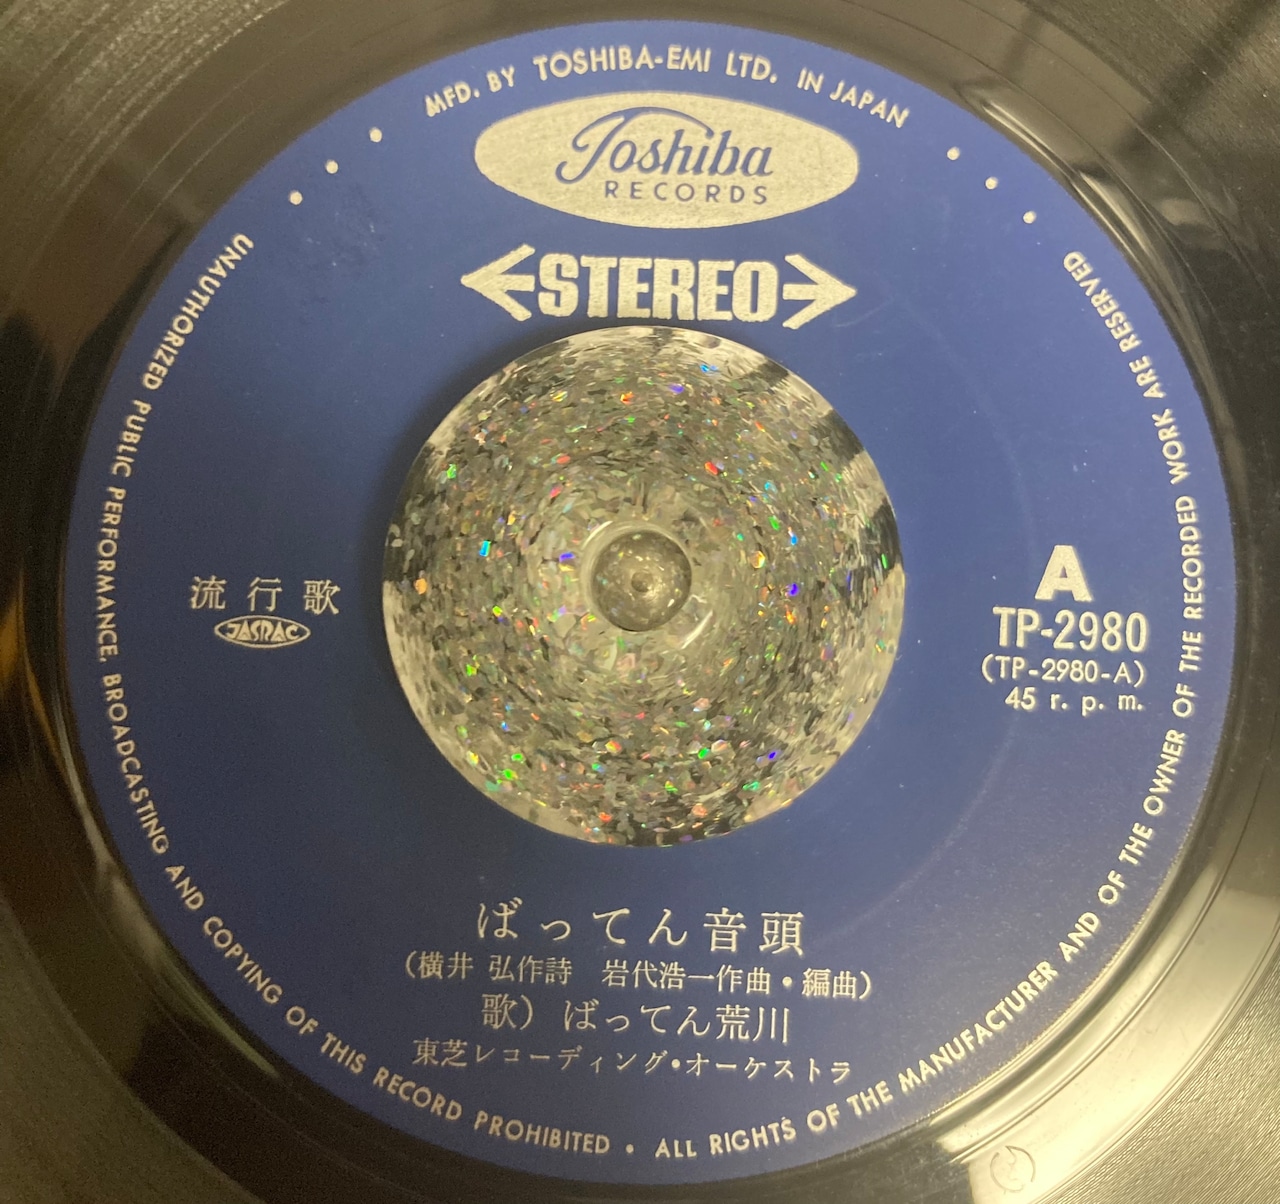 MFD. BY TOSHIBA-EMI LTD. IN JAPAN
Toshiba
RECORDS
STEREO
流行歌
JASRAC
A
TP-2980
(TP-2980-A)
45 r. p. m.
ばってん音頭
(横井 弘作詩 岩代浩一作曲・編曲)
歌) ばってん荒川
東芝レコーディング・オーケストラ
UNAUTHORIZED PUBLIC PERFORMANCE, BROADCASTING AND COPYING OF THIS RECORD PROHIBITED • ALL RIGHTS OF THE MANUFACTURER AND OF THE OWNER OF THE RECORDED WORK ARE RESERVED